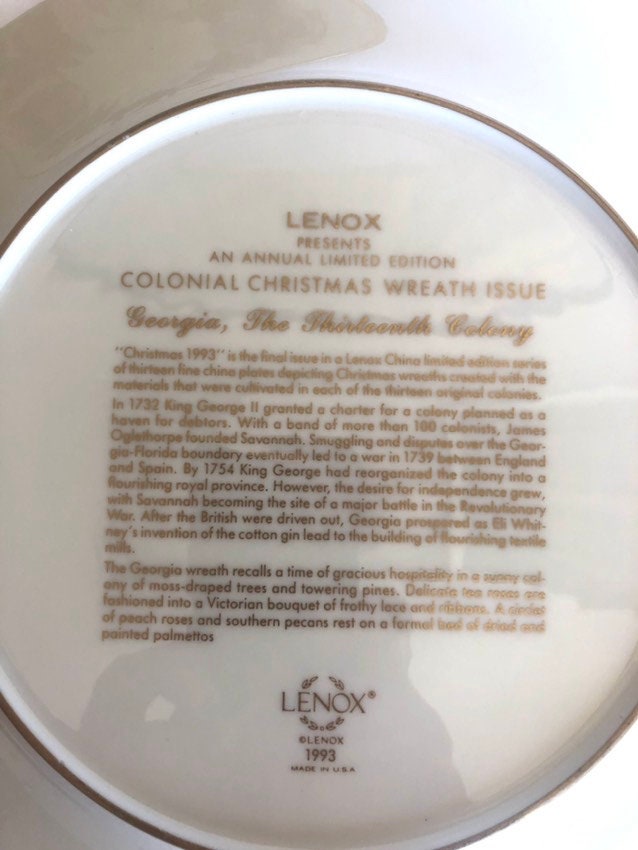 LENOX
PRESENTS
AN ANNUAL LIMITED EDITION
COLONIAL CHRISTMAS WREATH ISSUE
Georgia, The Thirteenth Colony
"Christmas 1993" is the final issue in a Lenox China limited edition series
of thirteen fine china plates depicting Christmas wreaths created with the
materials that were cultivated in each of the thirteen original colonies.
In 1732 King George II granted a charter for a colony planned as a
haven for debtors. With a band of more than 100 colonists, James
Oglethorpe founded Savannah. Smuggling and disputes over the Geor-
gia-Florida boundary eventually led to a war in 1739 between England
and Spain. By 1754 King George had reorganized the colony into a
flourishing royal province. However, the desire for independence grew,
with Savannah becoming the site of a major battle in the Revolutionary
War. After the British were driven out, Georgia prospered as Eli Whit-
ney's invention of the cotton gin lead to the building of flourishing textile
mills.
The Georgia wreath recalls a time of gracious hospitality in a sunny col-
ony of moss-draped trees and towering pines. Delicate tea roses are
fashioned into a Victorian bouquet of frothy lace and ribbons. A circlet
of peach roses and southern pecans rest on a formal bed of dried and
painted palmettos
LENOX®
©LENOX
1993
MADE IN U.S.A